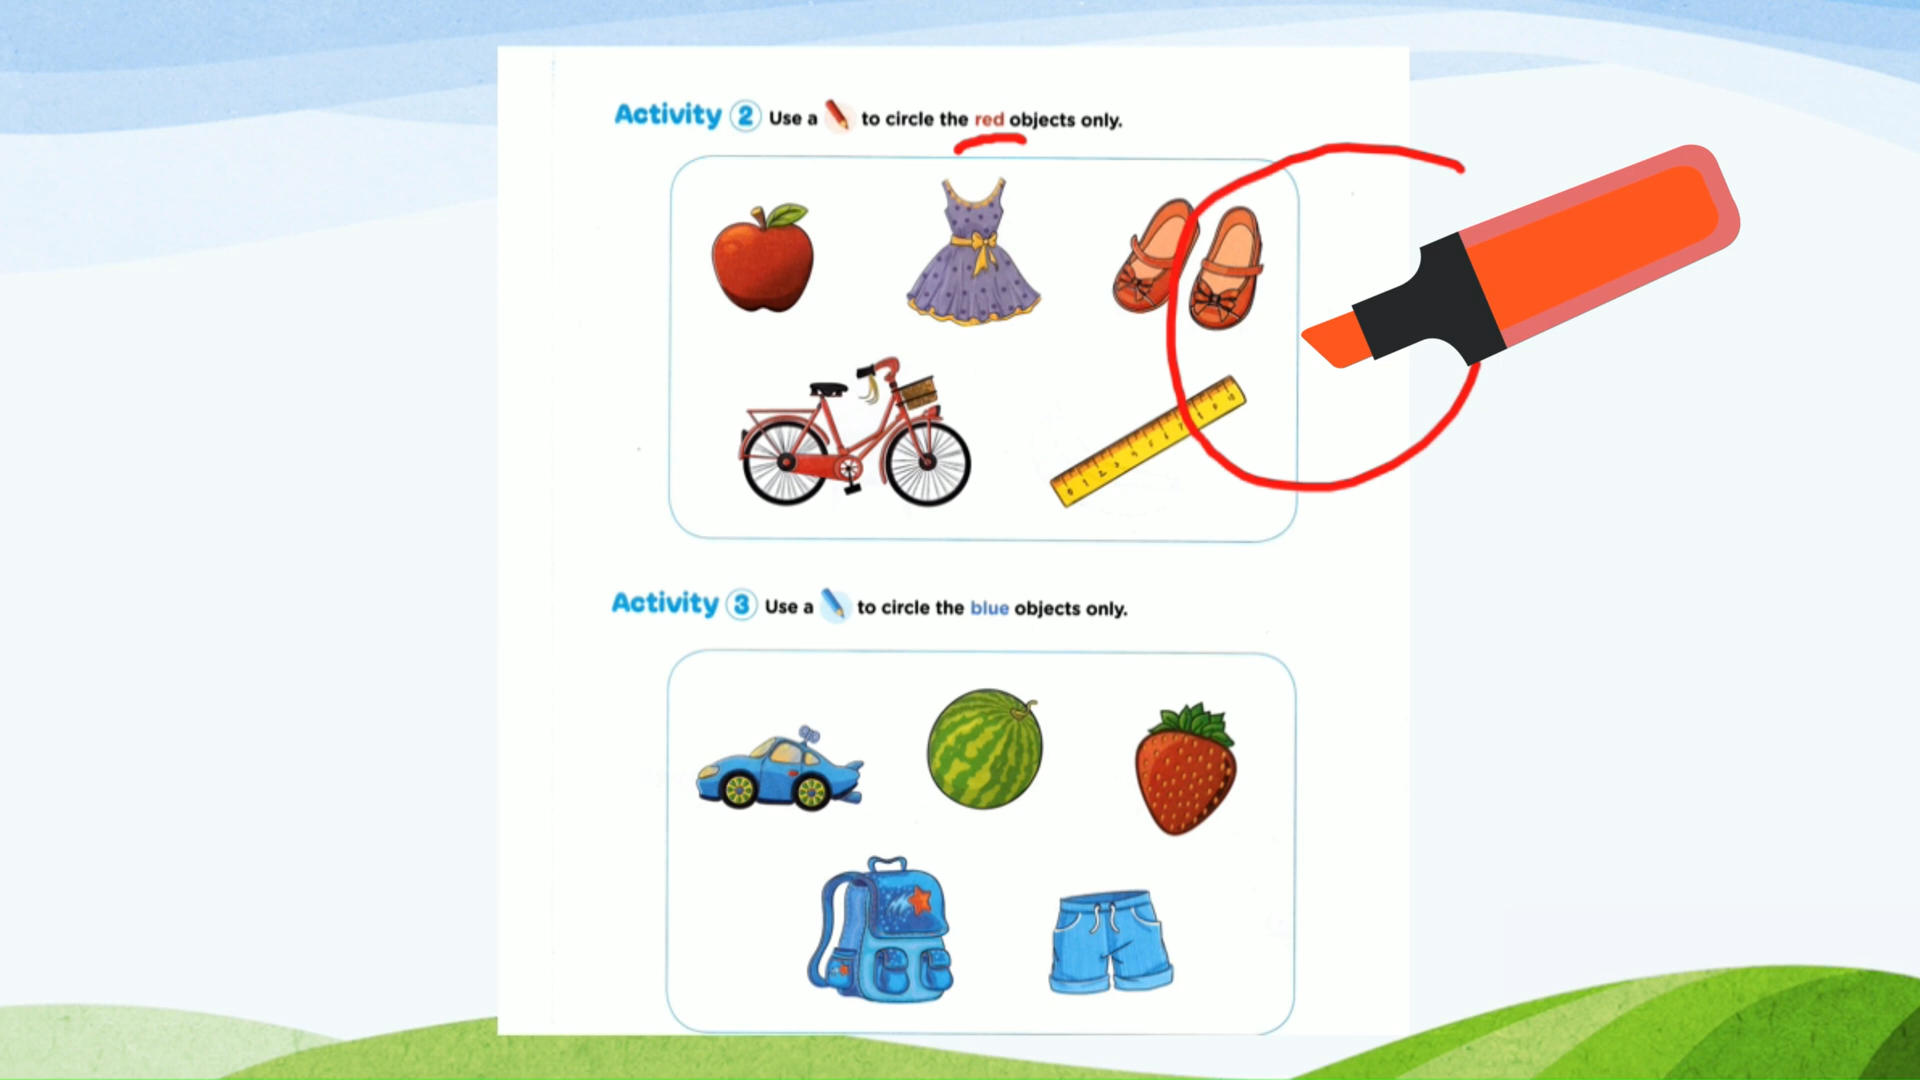 Activity 2 Use a to circle the red objects only.
Activity 3 Use a to circle the blue objects only.